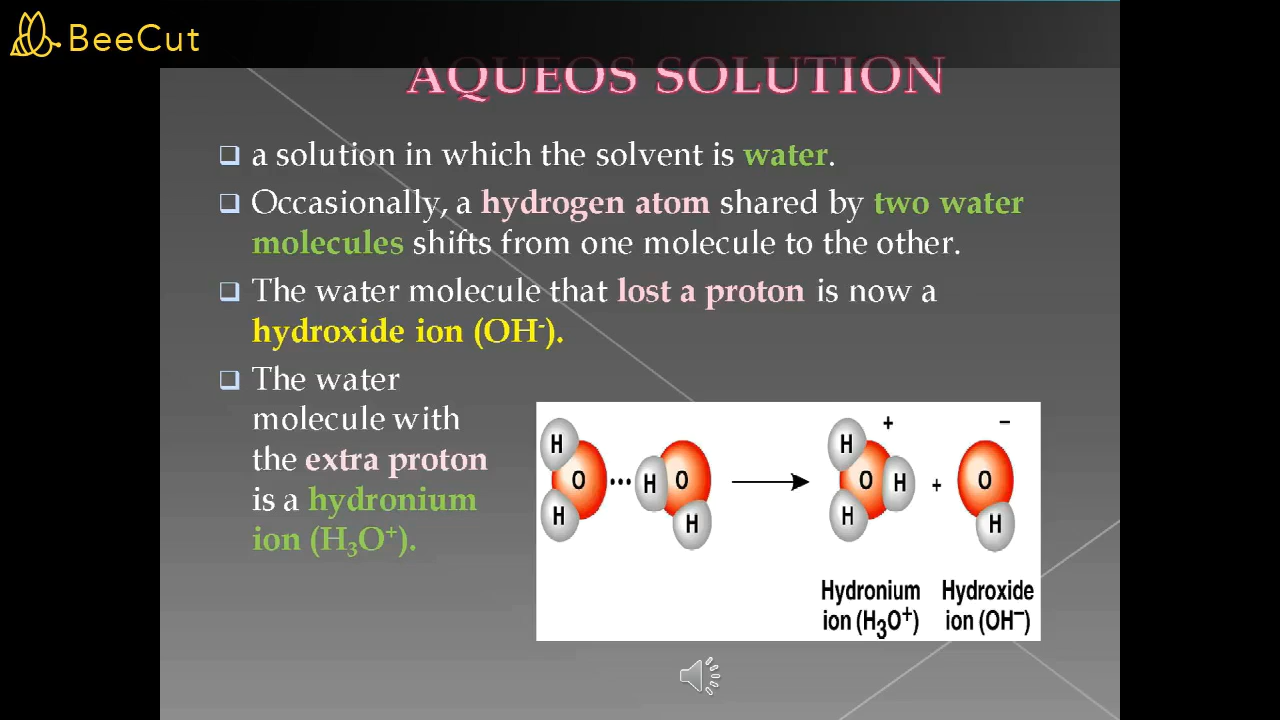 BeeCut
AQUEOS SOLUTION
a solution in which the solvent is water.
Occasionally, a hydrogen atom shared by two water
molecules shifts from one molecule to the other.
The water molecule that lost a proton is now a
hydroxide ion (OH⁻).
The water
molecule with
the extra proton
is a hydronium
ion (H₃O⁺).
H + −
H
O ... H O → O H + O
H H H H
Hydronium Hydroxide
ion (H₃O⁺) ion (OH⁻)